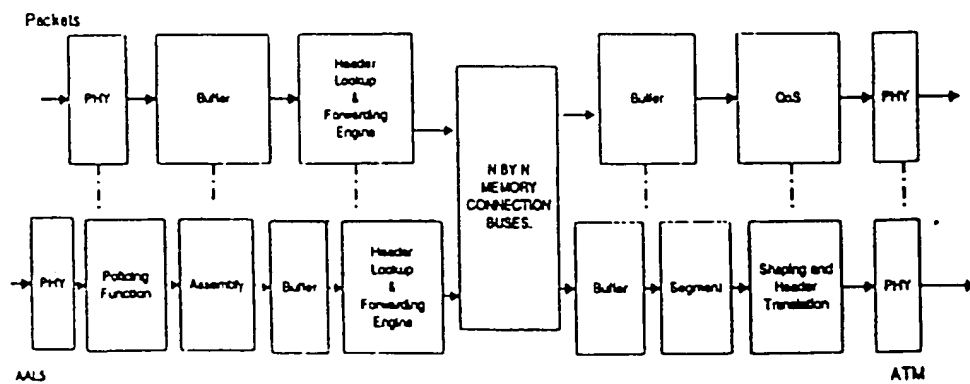 Packets
PHY
Buffer
Header
Lookup
&
Forwarding
Engine
N BY N
MEMORY
CONNECTION
BUSES.
Buffer
QoS
PHY
PHY
Policing
Function
Assembly
Buffer
Header
Lookup
&
Forwarding
Engine
Buffer
Segment
Shaping and
Header
Translation
PHY
AAL5
ATM